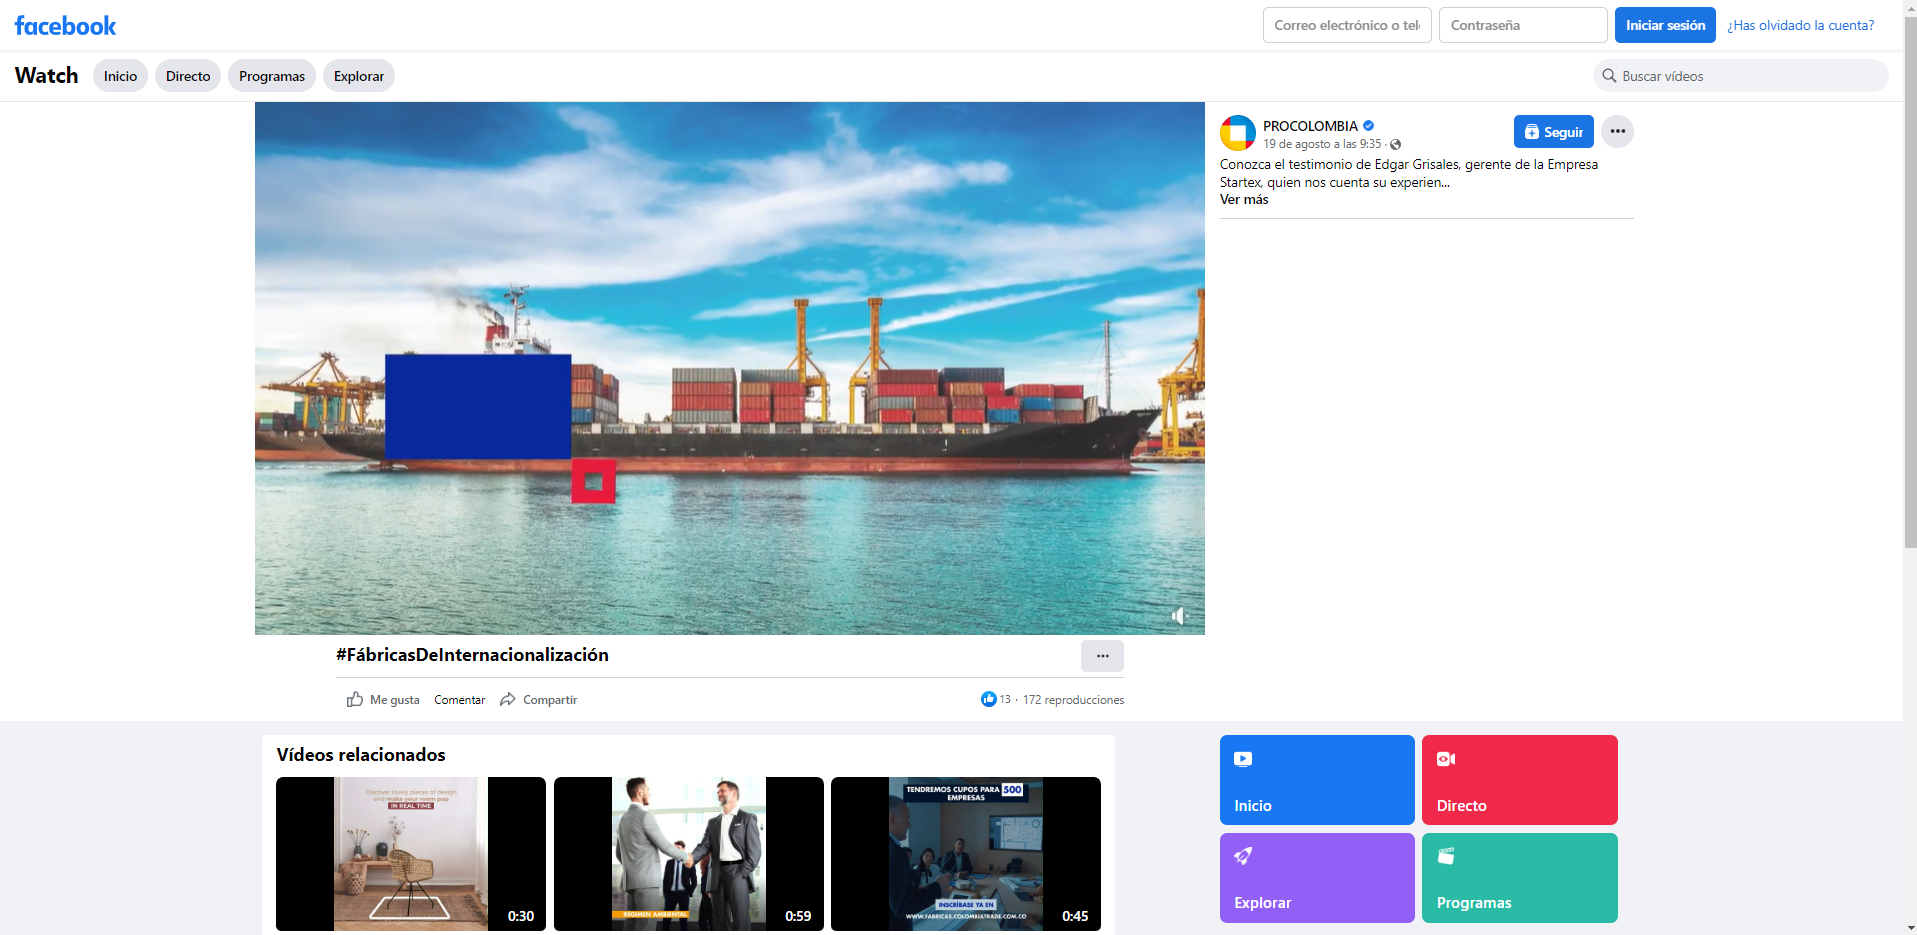 facebook
Correo electrónico o tel
Contraseña
Iniciar sesión
¿Has olvidado la cuenta?
Watch
Inicio
Directo
Programas
Explorar
Buscar vídeos
PROCOLOMBIA
19 de agosto a las 9:35 ·
Seguir
Conozca el testimonio de Edgar Grisales, gerente de la Empresa
Startex, quien nos cuenta su experien...
Ver más
#FábricasDeInternacionalización
Me gusta
Comentar
Compartir
13 · 172 reproducciones
Vídeos relacionados
Discover lovely pieces of design
and make your room pop
IN REAL TIME
0:30
RÉGIMEN AMBIENTAL
0:59
TENDREMOS CUPOS PARA 500
EMPRESAS
INSCRÍBASE YA EN
WWW.FABRICAS.COLOMBIATRADE.COM.CO
0:45
Inicio
Directo
Explorar
Programas